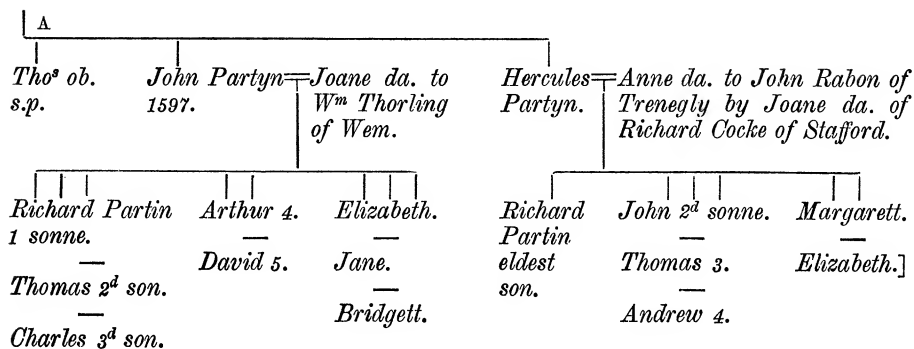 A
Thoˢ ob.
s.p.
John Partyn
1597.
Joane da. to
Wᵐ Thorling
of Wem.
Hercules
Partyn.
Anne da. to John Rabon of
Trenegly by Joane da. of
Richard Cocke of Stafford.
Richard Partin
1 sonne.
Thomas 2ᵈ son.
Charles 3ᵈ son.
Arthur 4.
David 5.
Elizabeth.
Jane.
Bridgett.
Richard
Partin
eldest
son.
John 2ᵈ sonne.
Thomas 3.
Andrew 4.
Margarett.
Elizabeth.]